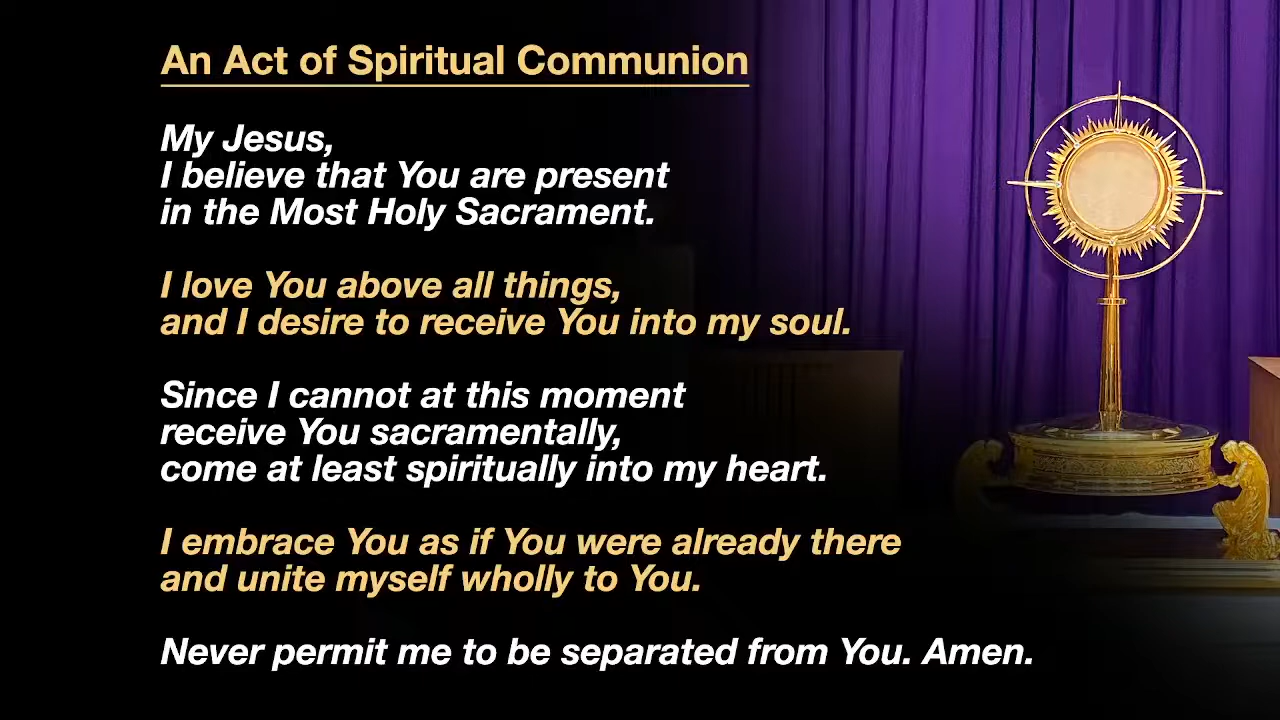 An Act of Spiritual Communion
My Jesus,
I believe that You are present
in the Most Holy Sacrament.
I love You above all things,
and I desire to receive You into my soul.
Since I cannot at this moment
receive You sacramentally,
come at least spiritually into my heart.
I embrace You as if You were already there
and unite myself wholly to You.
Never permit me to be separated from You. Amen.